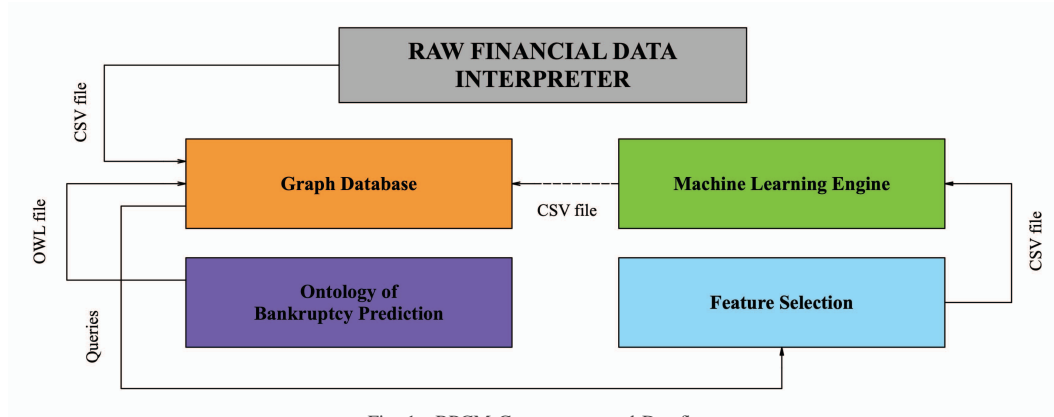 RAW FINANCIAL DATA
INTERPRETER
CSV file
Graph Database
Machine Learning Engine
CSV file
CSV file
OWL file
Ontology of
Bankruptcy Prediction
Feature Selection
Queries